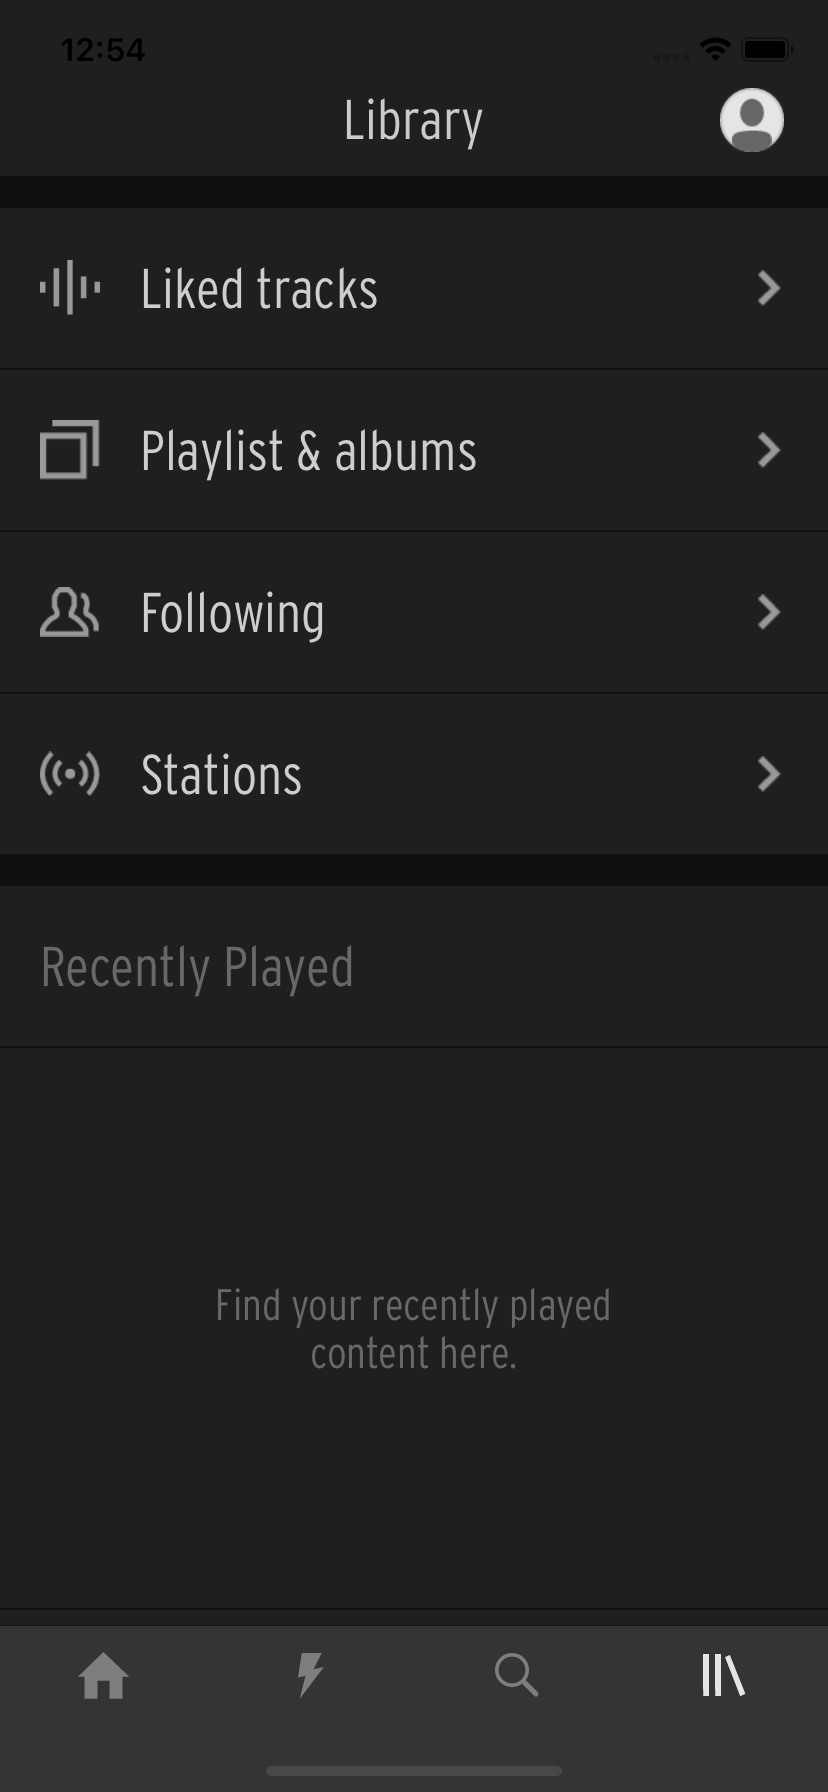 12:54
Library
Liked tracks
Playlist & albums
Following
Stations
Recently Played
Find your recently played
content here.